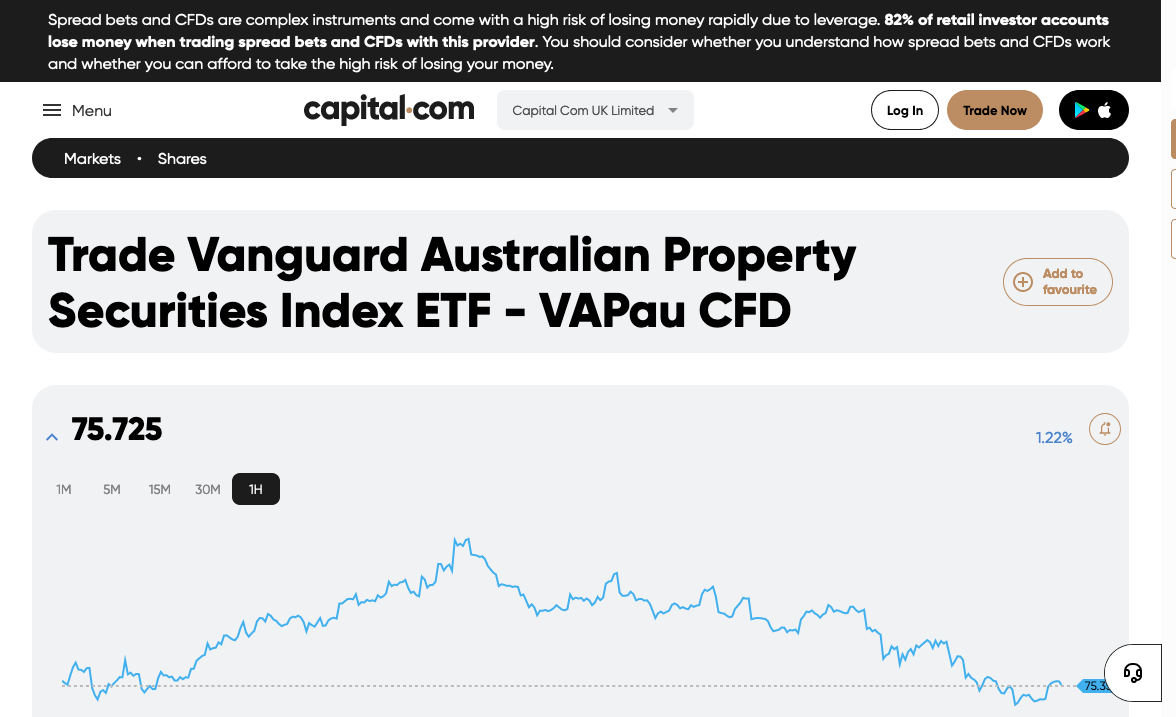 Spread bets and CFDs are complex instruments and come with a high risk of losing money rapidly due to leverage. 82% of retail investor accounts
lose money when trading spread bets and CFDs with this provider. You should consider whether you understand how spread bets and CFDs work
and whether you can afford to take the high risk of losing your money.
Menu
capital.com
Capital Com UK Limited
Log In
Trade Now
Markets • Shares
Trade Vanguard Australian Property
Securities Index ETF - VAPau CFD
Add to
favourite
75.725
1.22%
1M 5M 15M 30M 1H